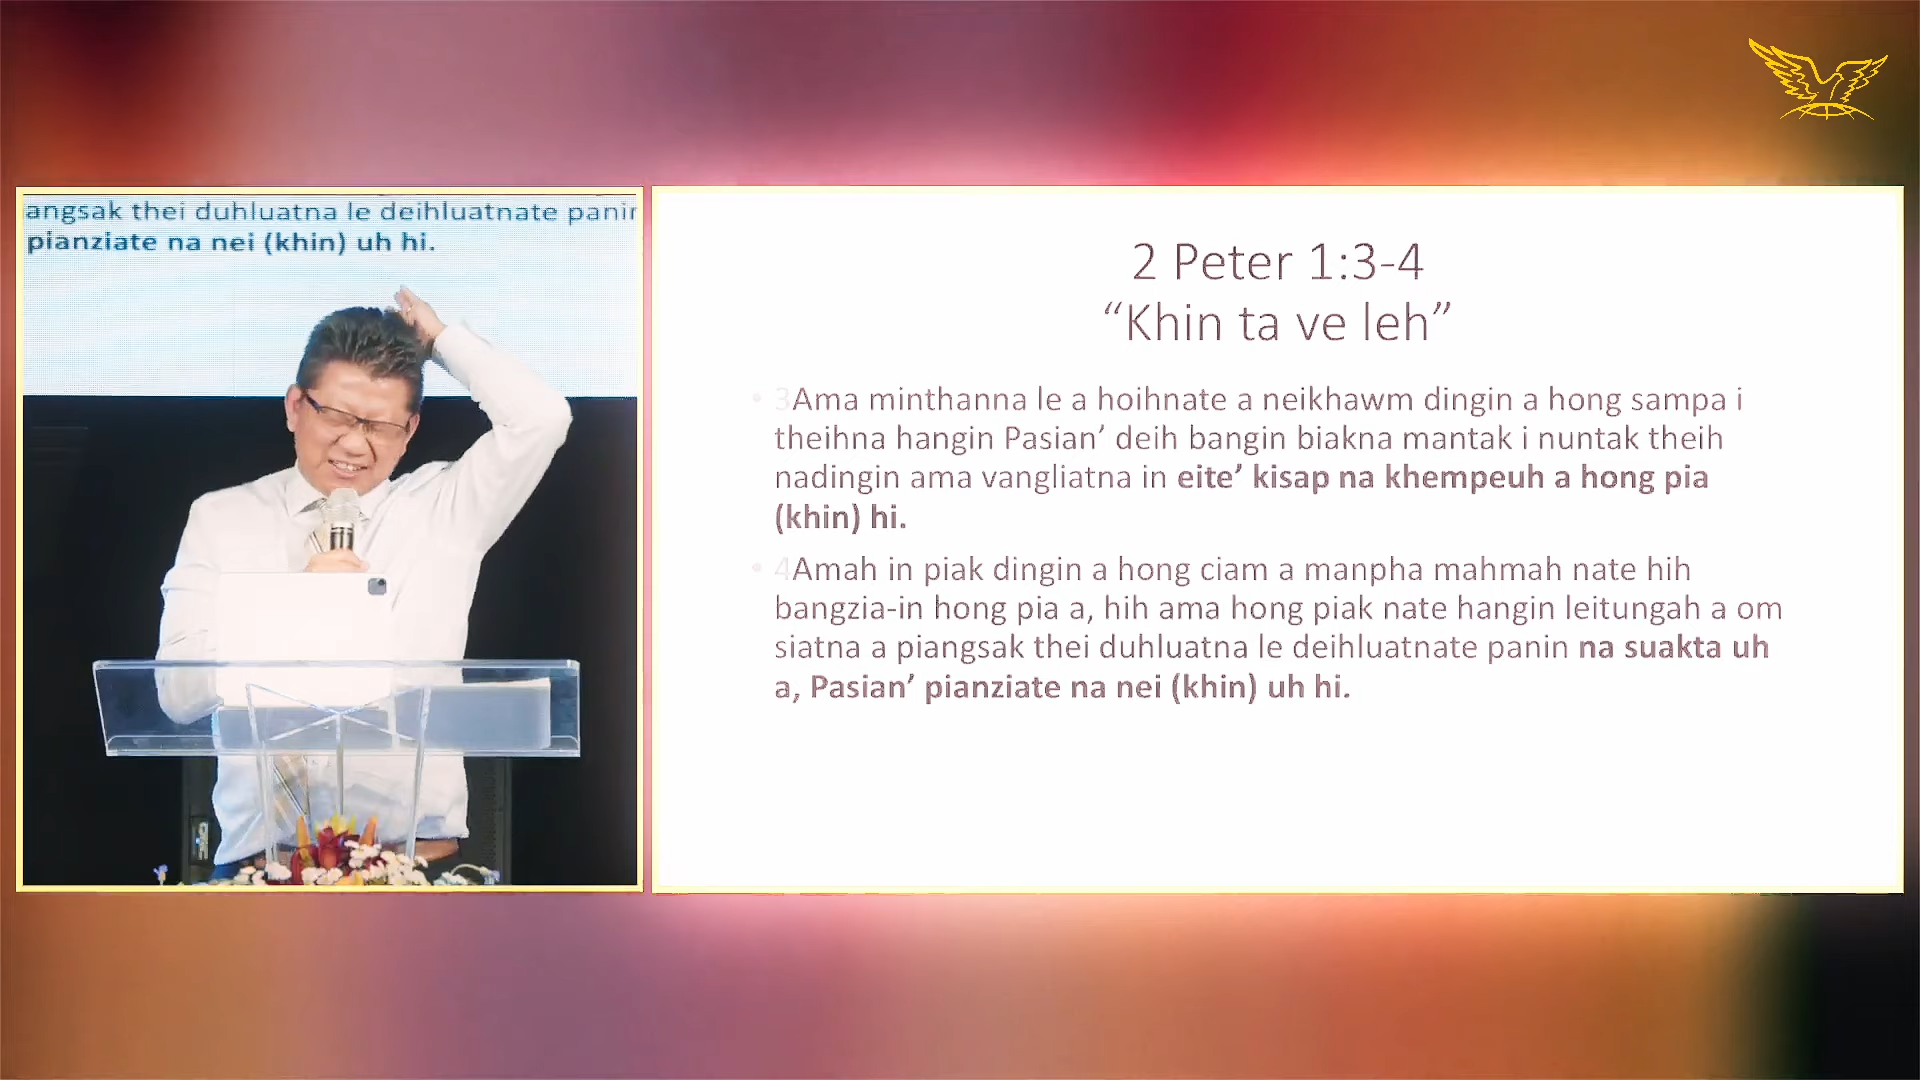 angsak thei duhluatna le deihluatnate panin
pianziate na nei (khin) uh hi.
2 Peter 1:3-4
“Khin ta ve leh”
• 3Ama minthanna le a hoihnate a neikhawm dingin a hong sampa i
theihna hangin Pasian’ deih bangin biakna mantak i nuntak theih
nadingin ama vangliatna in eite’ kisap na khempeuh a hong pia
(khin) hi.
• 4Amah in piak dingin a hong ciam a manpha mahmah nate hih
bangzia-in hong pia a, hih ama hong piak nate hangin leitungah a om
siatna a piangsak thei duhluatna le deihluatnate panin na suakta uh
a, Pasian’ pianziate na nei (khin) uh hi.